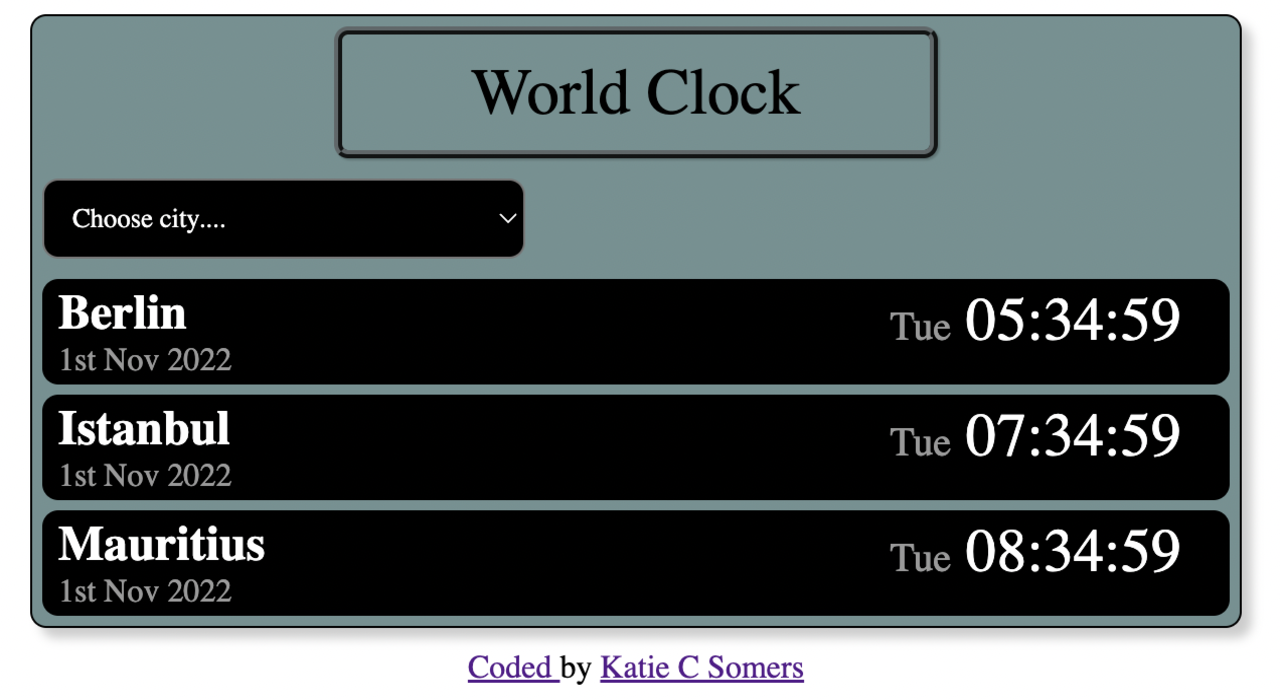 World Clock
Choose city....
Berlin
Tue 05:34:59
1st Nov 2022
Istanbul
Tue 07:34:59
1st Nov 2022
Mauritius
Tue 08:34:59
1st Nov 2022
Coded by Katie C Somers